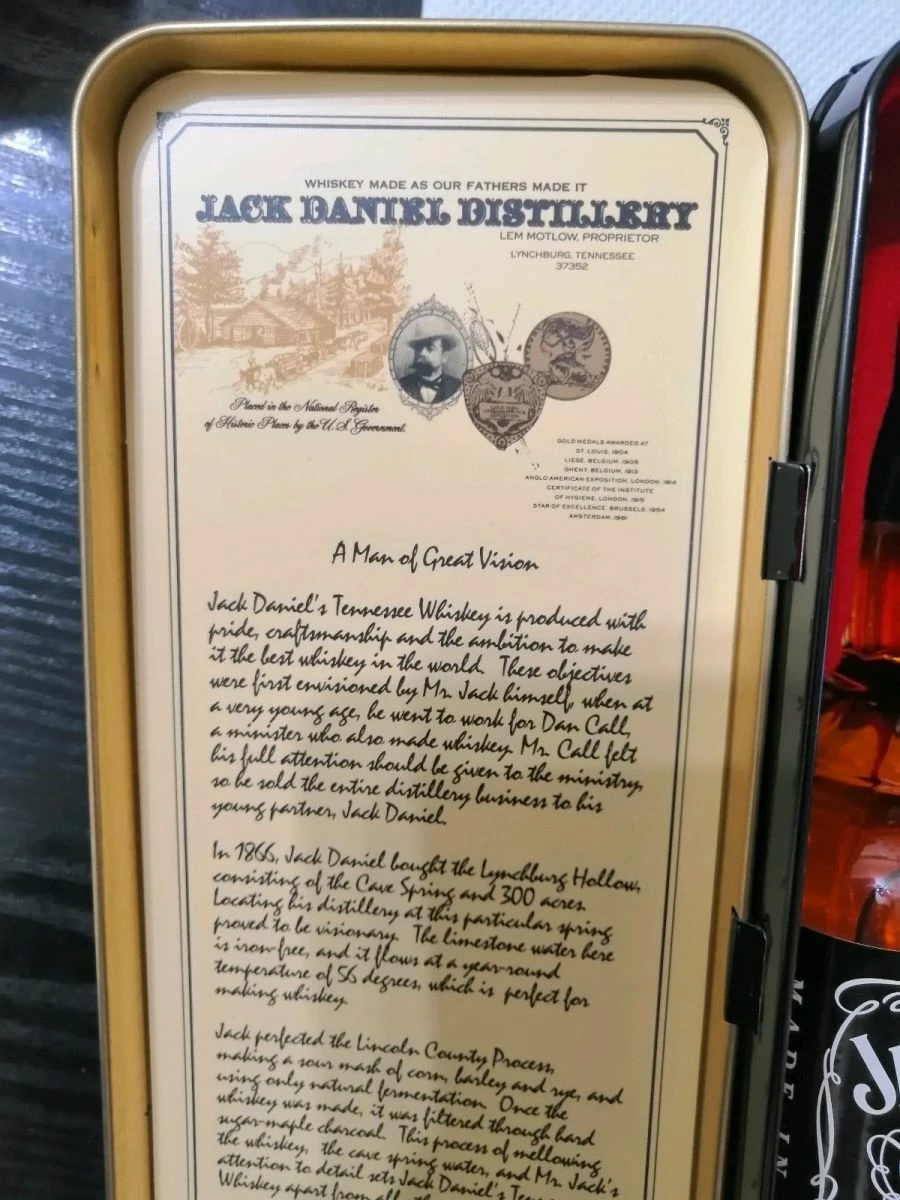 WHISKEY MADE AS OUR FATHERS MADE IT
JACK DANIEL DISTILLERY
LEM MOTLOW, PROPRIETOR
LYNCHBURG, TENNESSEE
37352
Placed in the National Register
of Historic Places by the U.S. Government.
GOLD MEDALS AWARDED AT
ST. LOUIS, 1904
LIEGE, BELGIUM, 1905
GHENT, BELGIUM, 1913
ANGLO AMERICAN EXPOSITION, LONDON, 1914
CERTIFICATE OF THE INSTITUTE
OF HYGIENE, LONDON, 1915
STAR OF EXCELLENCE, BRUSSELS, 1954
AMSTERDAM, 1981
A Man of Great Vision
Jack Daniel's Tennessee Whiskey is produced with
pride, craftsmanship and the ambition to make
it the best whiskey in the world. These objectives
were first envisioned by Mr. Jack himself, when at
a very young age, he went to work for Dan Call,
a minister who also made whiskey. Mr. Call felt
his full attention should be given to the ministry,
so he sold the entire distillery business to his
young partner, Jack Daniel.
In 1866, Jack Daniel bought the Lynchburg Hollow,
consisting of the Cave Spring and 300 acres.
Locating his distillery at this particular spring
proved to be visionary. The limestone water here
is iron-free, and it flows at a year-round
temperature of 56 degrees, which is perfect for
making whiskey.
Jack perfected the Lincoln County Process,
making a sour mash of corn, barley and rye, and
using only natural fermentation. Once the
whiskey was made, it was filtered through hard
sugar-maple charcoal. This process of mellowing
the whiskey, the cave spring water, and Mr. Jack's
attention to detail sets Jack Daniel's
Whiskey apart from
MADE IN